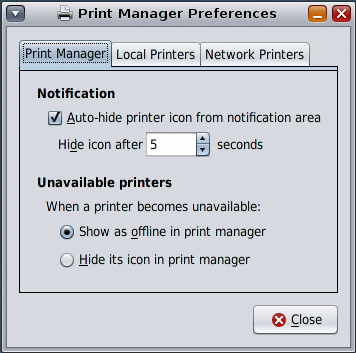 Print Manager Preferences
Print Manager Local Printers Network Printers
Notification
Auto-hide printer icon from notification area
Hide icon after 5 seconds
Unavailable printers
When a printer becomes unavailable:
Show as offline in print manager
Hide its icon in print manager
Close